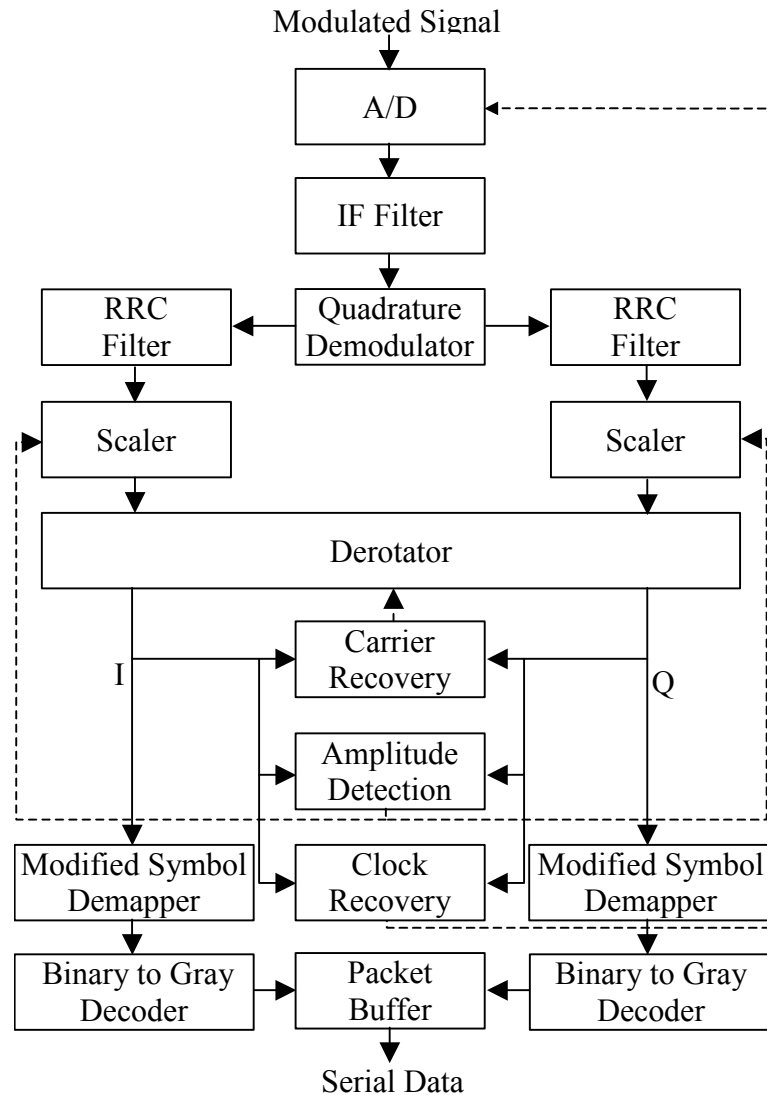 Modulated Signal
A/D
IF Filter
RRC
Filter
Quadrature
Demodulator
RRC
Filter
Scaler
Scaler
Derotator
I
Carrier
Recovery
Q
Amplitude
Detection
Modified Symbol
Demapper
Clock
Recovery
Modified Symbol
Demapper
Binary to Gray
Decoder
Packet
Buffer
Binary to Gray
Decoder
Serial Data